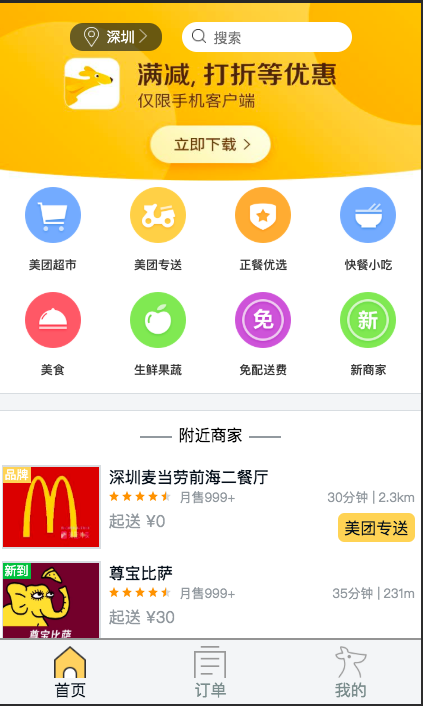 深圳
搜索
满减, 打折等优惠
仅限手机客户端
立即下载
美团超市
美团专送
正餐优选
快餐小吃
免
新
美食
生鲜果蔬
免配送费
新商家
附近商家
品牌
深圳麦当劳前海二餐厅
月售999+
30分钟 | 2.3km
起送 ¥0
美团专送
新到
尊宝比萨
月售999+
35分钟 | 231m
起送 ¥30
尊宝比萨
首页
订单
我的